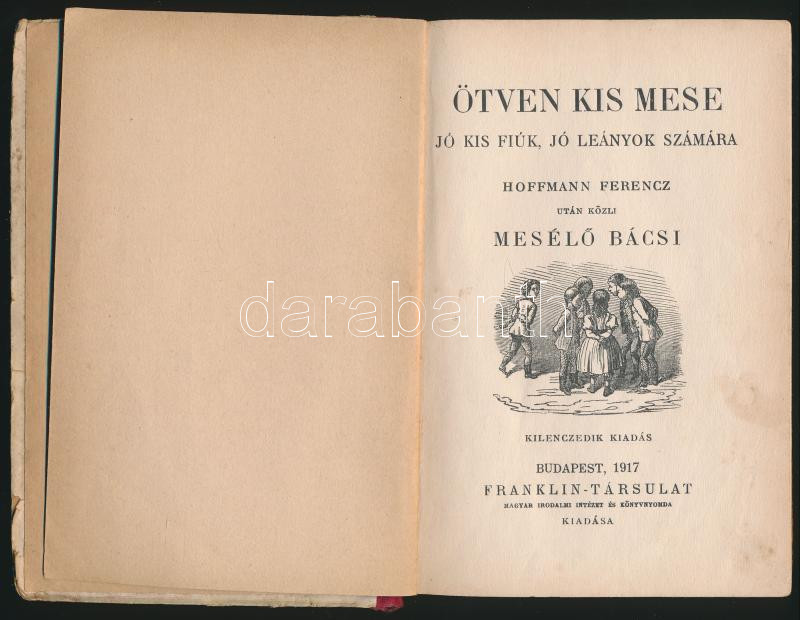 ÖTVEN KIS MESE
JÓ KIS FIÚK, JÓ LEÁNYOK SZÁMÁRA
HOFFMANN FERENCZ
UTÁN KÖZLI
MESÉLŐ BÁCSI
darabanth
KILENCZEDIK KIADÁS
BUDAPEST, 1917
FRANKLIN-TÁRSULAT
MAGYAR IRODALMI INTÉZET ÉS KÖNYVNYOMDA
KIADÁSA